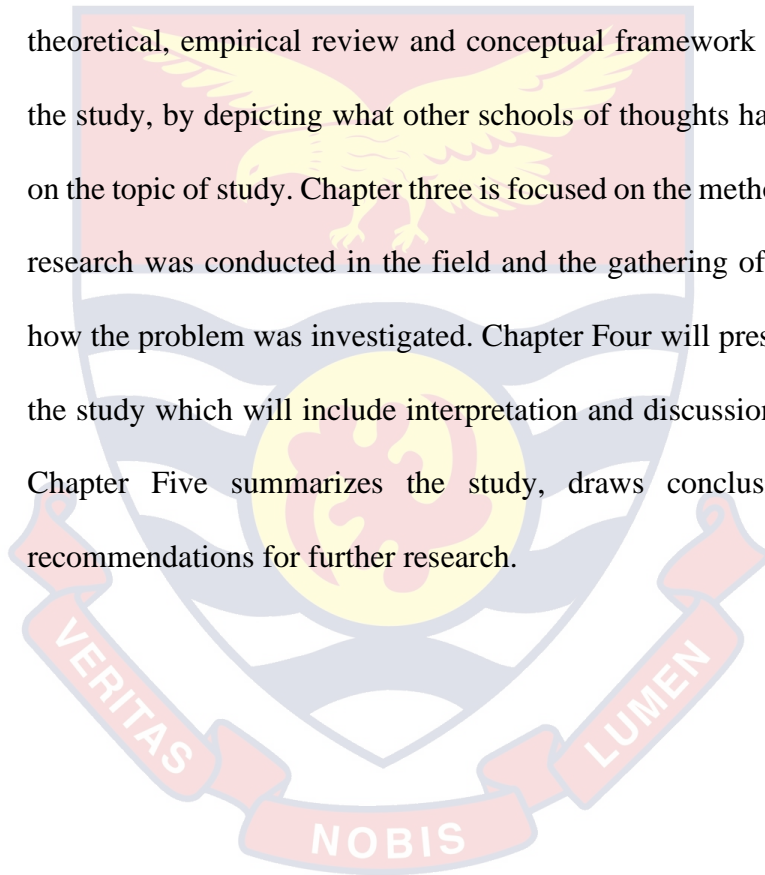 theoretical, empirical review and conceptual framework
the study, by depicting what other schools of thoughts ha
on the topic of study. Chapter three is focused on the metho
research was conducted in the field and the gathering of
how the problem was investigated. Chapter Four will pres
the study which will include interpretation and discussion
Chapter Five summarizes the study, draws conclus
recommendations for further research.
VERITAS
NOBIS
LUMEN